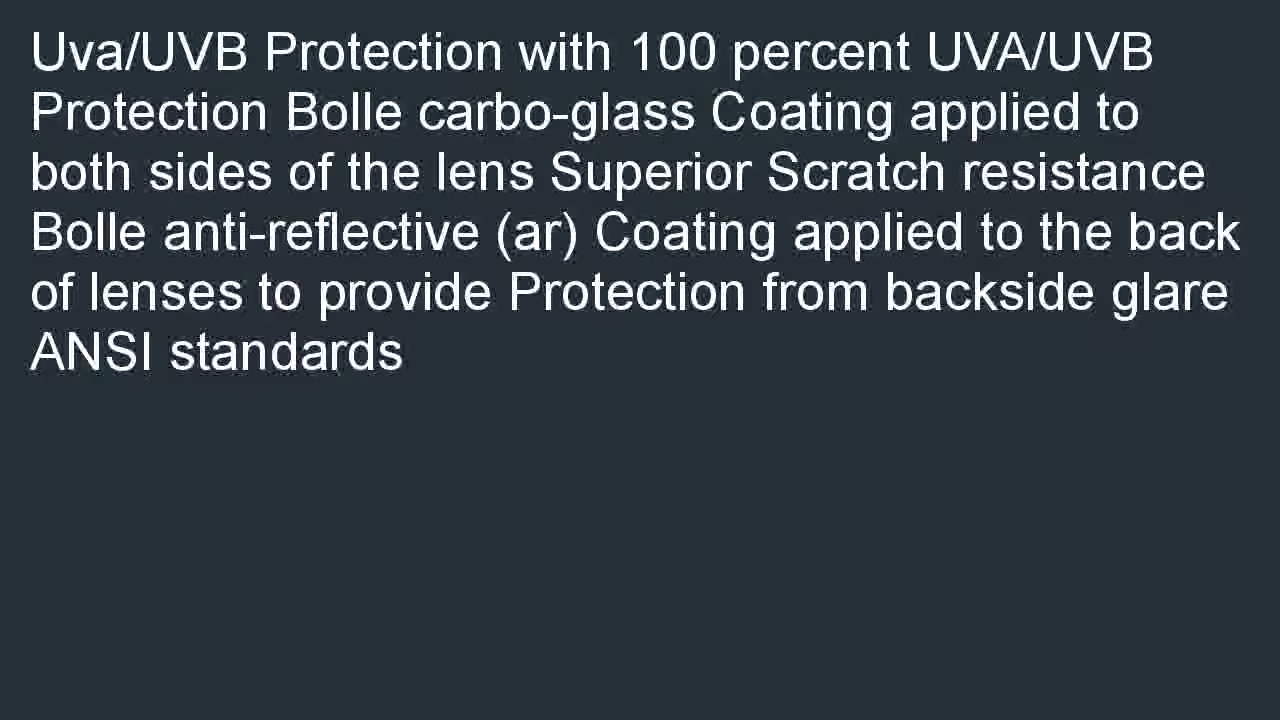 Uva/UVB Protection with 100 percent UVA/UVB
Protection Bolle carbo-glass Coating applied to
both sides of the lens Superior Scratch resistance
Bolle anti-reflective (ar) Coating applied to the back
of lenses to provide Protection from backside glare
ANSI standards